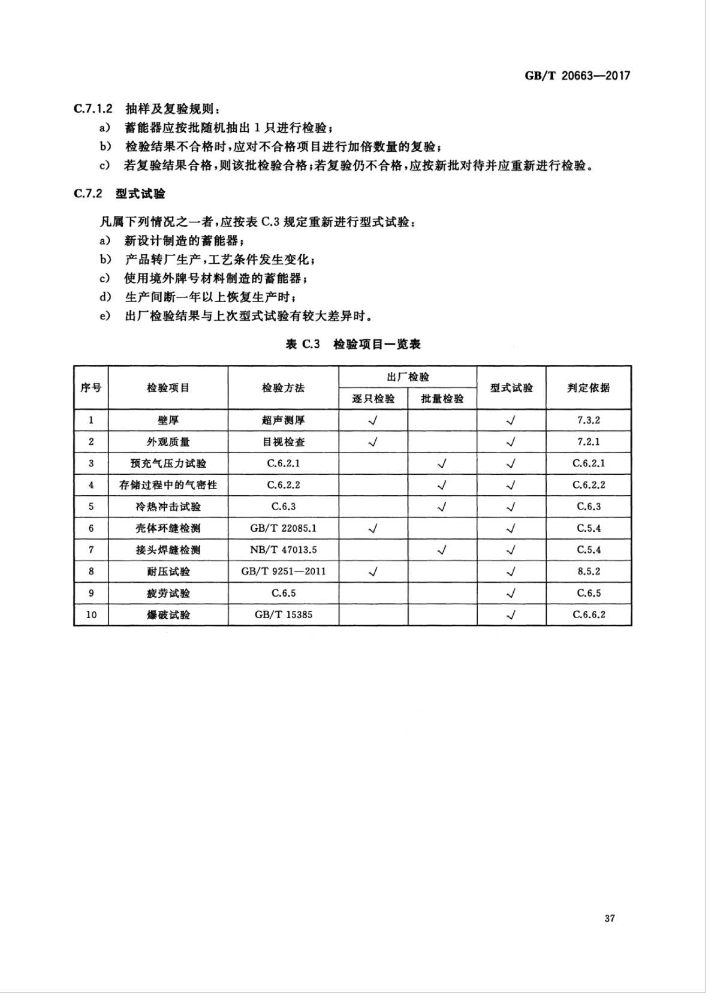 GB/T 20663—2017
C.7.1.2 抽样及复验规则:
a) 蓄能器应按批随机抽出 1 只进行检验;
b) 检验结果不合格时,应对不合格项目进行加倍数量的复验;
c) 若复验结果合格,则该批检验合格;若复验仍不合格,应按新批对待并应重新进行检验。
C.7.2 型式试验
凡属下列情况之一者,应按表 C.3 规定重新进行型式试验:
a) 新设计制造的蓄能器;
b) 产品转厂生产,工艺条件发生变化;
c) 使用境外牌号材料制造的蓄能器;
d) 生产间断一年以上恢复生产时;
e) 出厂检验结果与上次型式试验有较大差异时。
表 C.3 检验项目一览表
序号 检验项目 检验方法 出厂检验 型式试验 判定依据
逐只检验 批量检验
1 壁厚 超声测厚 √ √ 7.3.2
2 外观质量 目视检查 √ √ 7.2.1
3 预充气压力试验 C.6.2.1 √ √ C.6.2.1
4 存储过程中的气密性 C.6.2.2 √ √ C.6.2.2
5 冷热冲击试验 C.6.3 √ √ C.6.3
6 壳体环缝检测 GB/T 22085.1 √ √ C.5.4
7 接头焊缝检测 NB/T 47013.5 √ √ C.5.4
8 耐压试验 GB/T 9251—2011 √ √ 8.5.2
9 疲劳试验 C.6.5 √ C.6.5
10 爆破试验 GB/T 15385 √ C.6.6.2
37